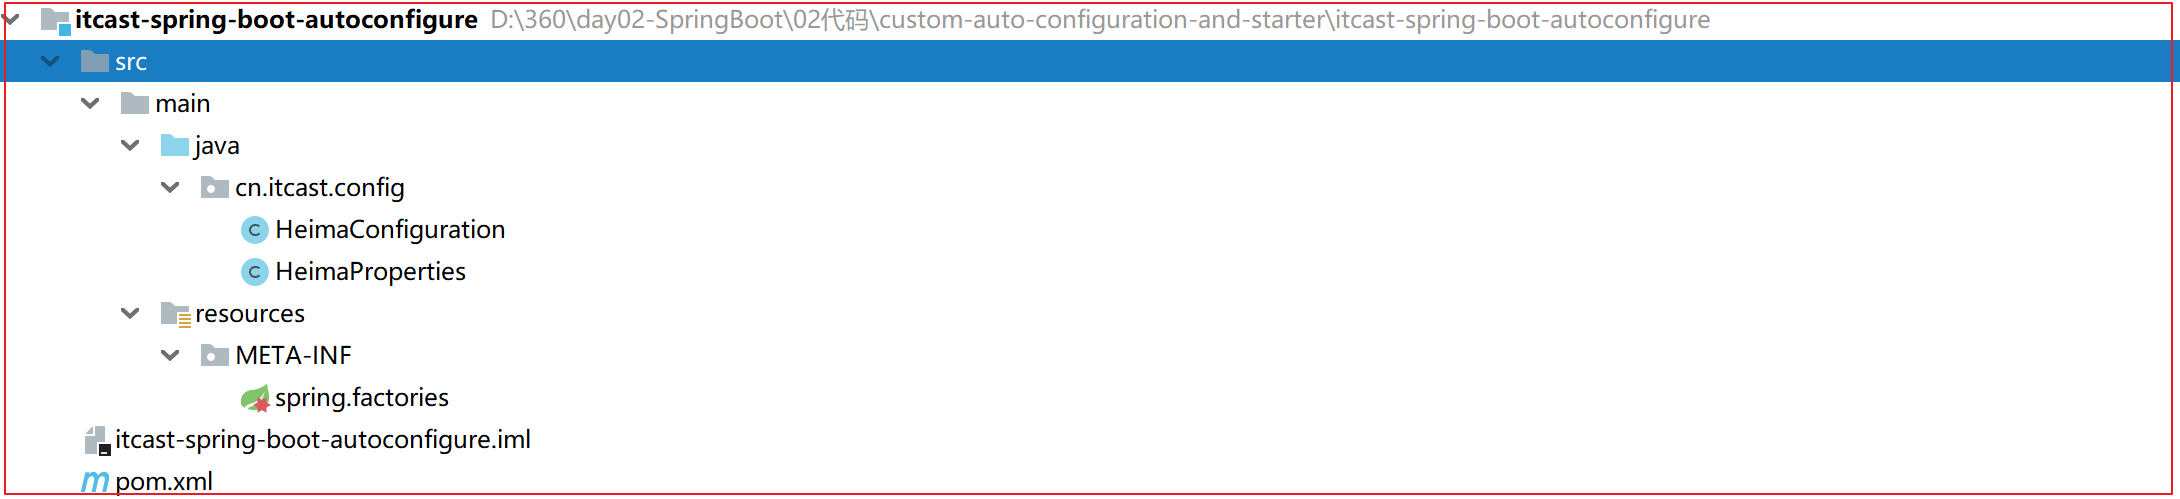 itcast-spring-boot-autoconfigure D:\360\day02-SpringBoot\02代码\custom-auto-configuration-and-starter\itcast-spring-boot-autoconfigure
src
main
java
cn.itcast.config
HeimaConfiguration
HeimaProperties
resources
META-INF
spring.factories
itcast-spring-boot-autoconfigure.iml
pom.xml